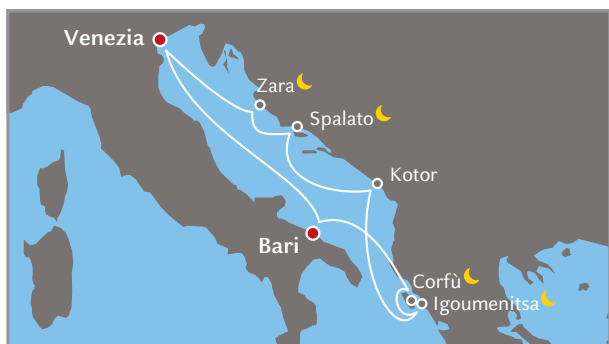 Venezia
Zara
Spalato
Kotor
Bari
Corfù
Igoumenitsa